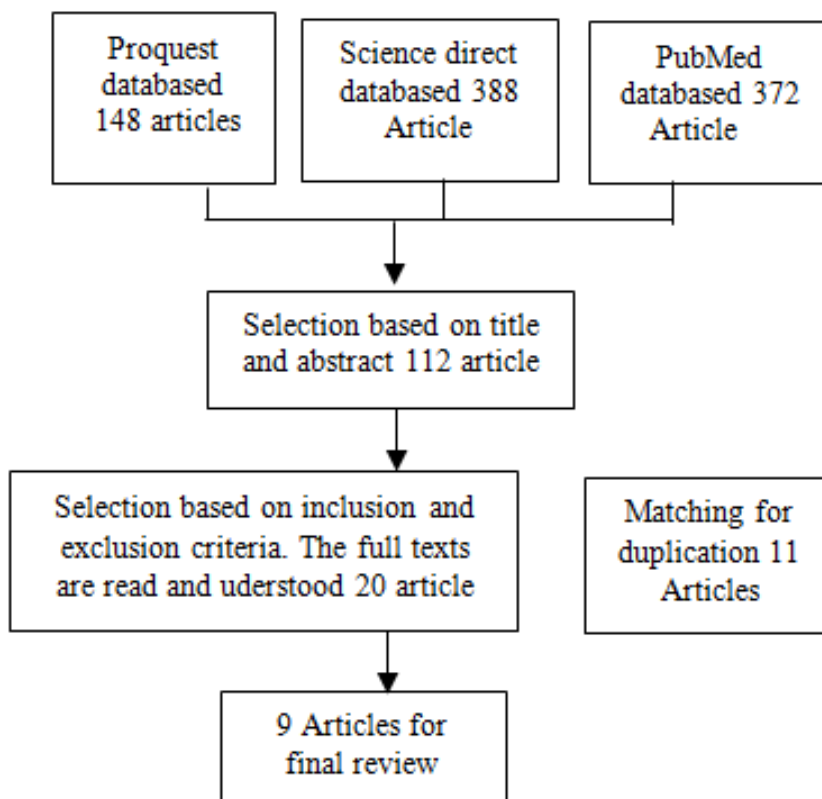 Proquest
databased
148 articles
Science direct
databased 388
Article
PubMed
databased 372
Article
Selection based on title
and abstract 112 article
Selection based on inclusion and
exclusion criteria. The full texts
are read and uderstood 20 article
Matching for
duplication 11
Articles
9 Articles for
final review